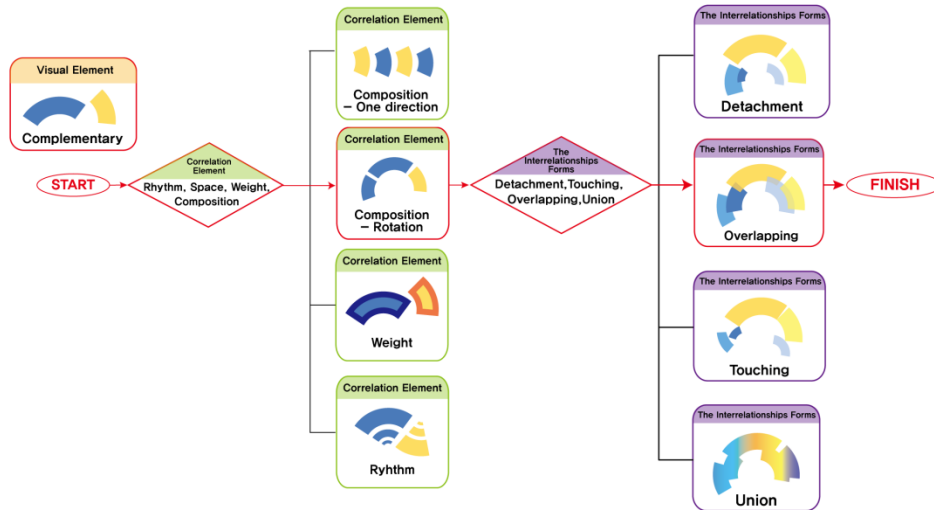 Visual Element
Complementary
START
Correlation
Element
Rhythm, Space, Weight,
Composition
Correlation Element
Composition
– One direction
Correlation Element
Composition
– Rotation
Correlation Element
Weight
Correlation Element
Ryhthm
The
Interrelationships
Forms
Detachment,Touching,
Overlapping,Union
The Interrelationships Forms
Detachment
The Interrelationships Forms
Overlapping
The Interrelationships Forms
Touching
The Interrelationships Forms
Union
FINISH